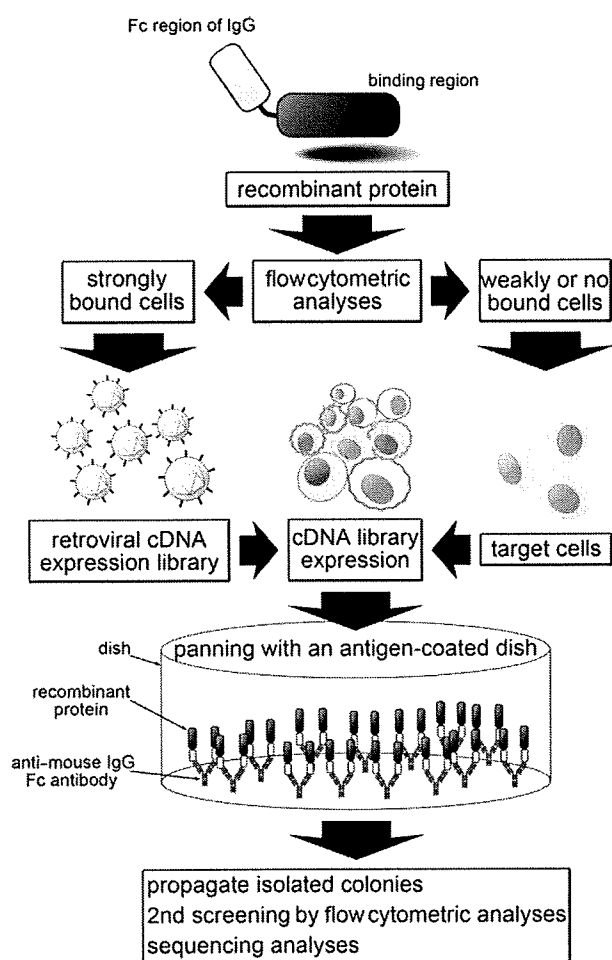 Fc region of IgG
binding region
recombinant protein
strongly
bound cells
flowcytometric
analyses
weakly or no
bound cells
retroviral cDNA
expression library
cDNA library
expression
target cells
dish
panning with an antigen-coated dish
recombinant
protein
anti-mouse IgG
Fc antibody
propagate isolated colonies
2nd screening by flowcytometric analyses
sequencing analyses